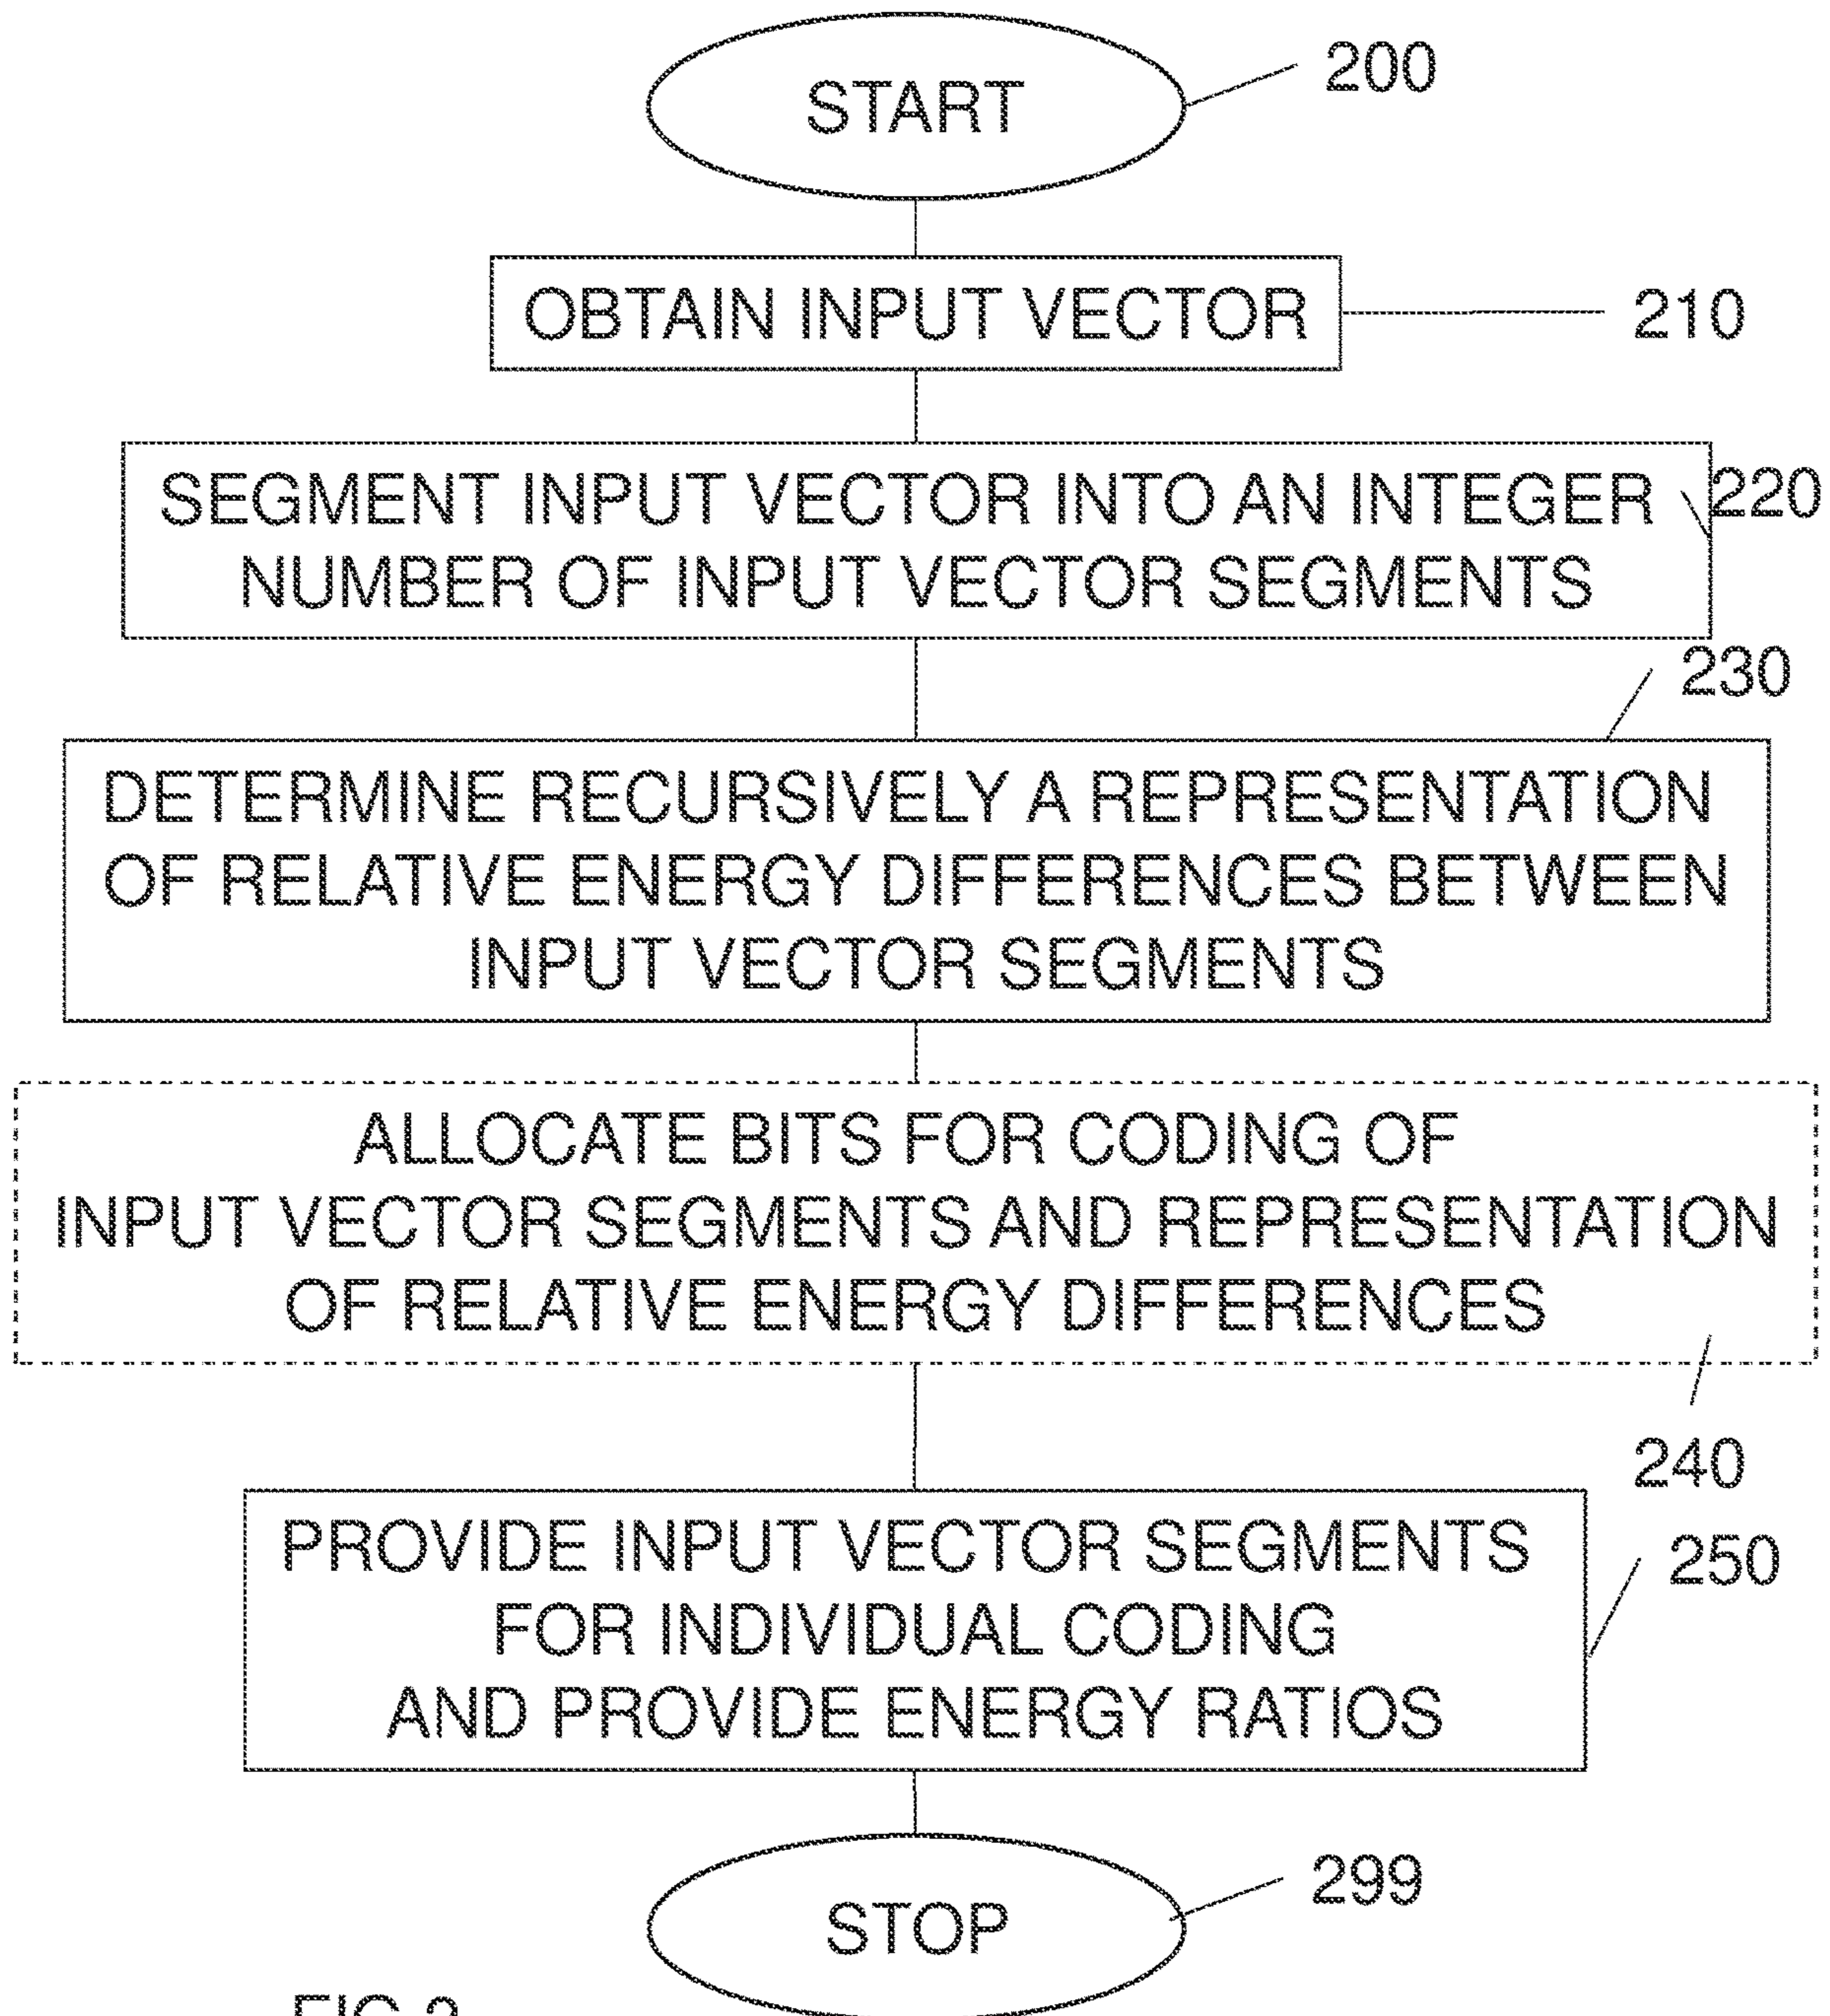 START
200
OBTAIN INPUT VECTOR
210
SEGMENT INPUT VECTOR INTO AN INTEGER
NUMBER OF INPUT VECTOR SEGMENTS
220
230
DETERMINE RECURSIVELY A REPRESENTATION
OF RELATIVE ENERGY DIFFERENCES BETWEEN
INPUT VECTOR SEGMENTS
ALLOCATE BITS FOR CODING OF
INPUT VECTOR SEGMENTS AND REPRESENTATION
OF RELATIVE ENERGY DIFFERENCES
240
PROVIDE INPUT VECTOR SEGMENTS
FOR INDIVIDUAL CODING
AND PROVIDE ENERGY RATIOS
250
STOP
299